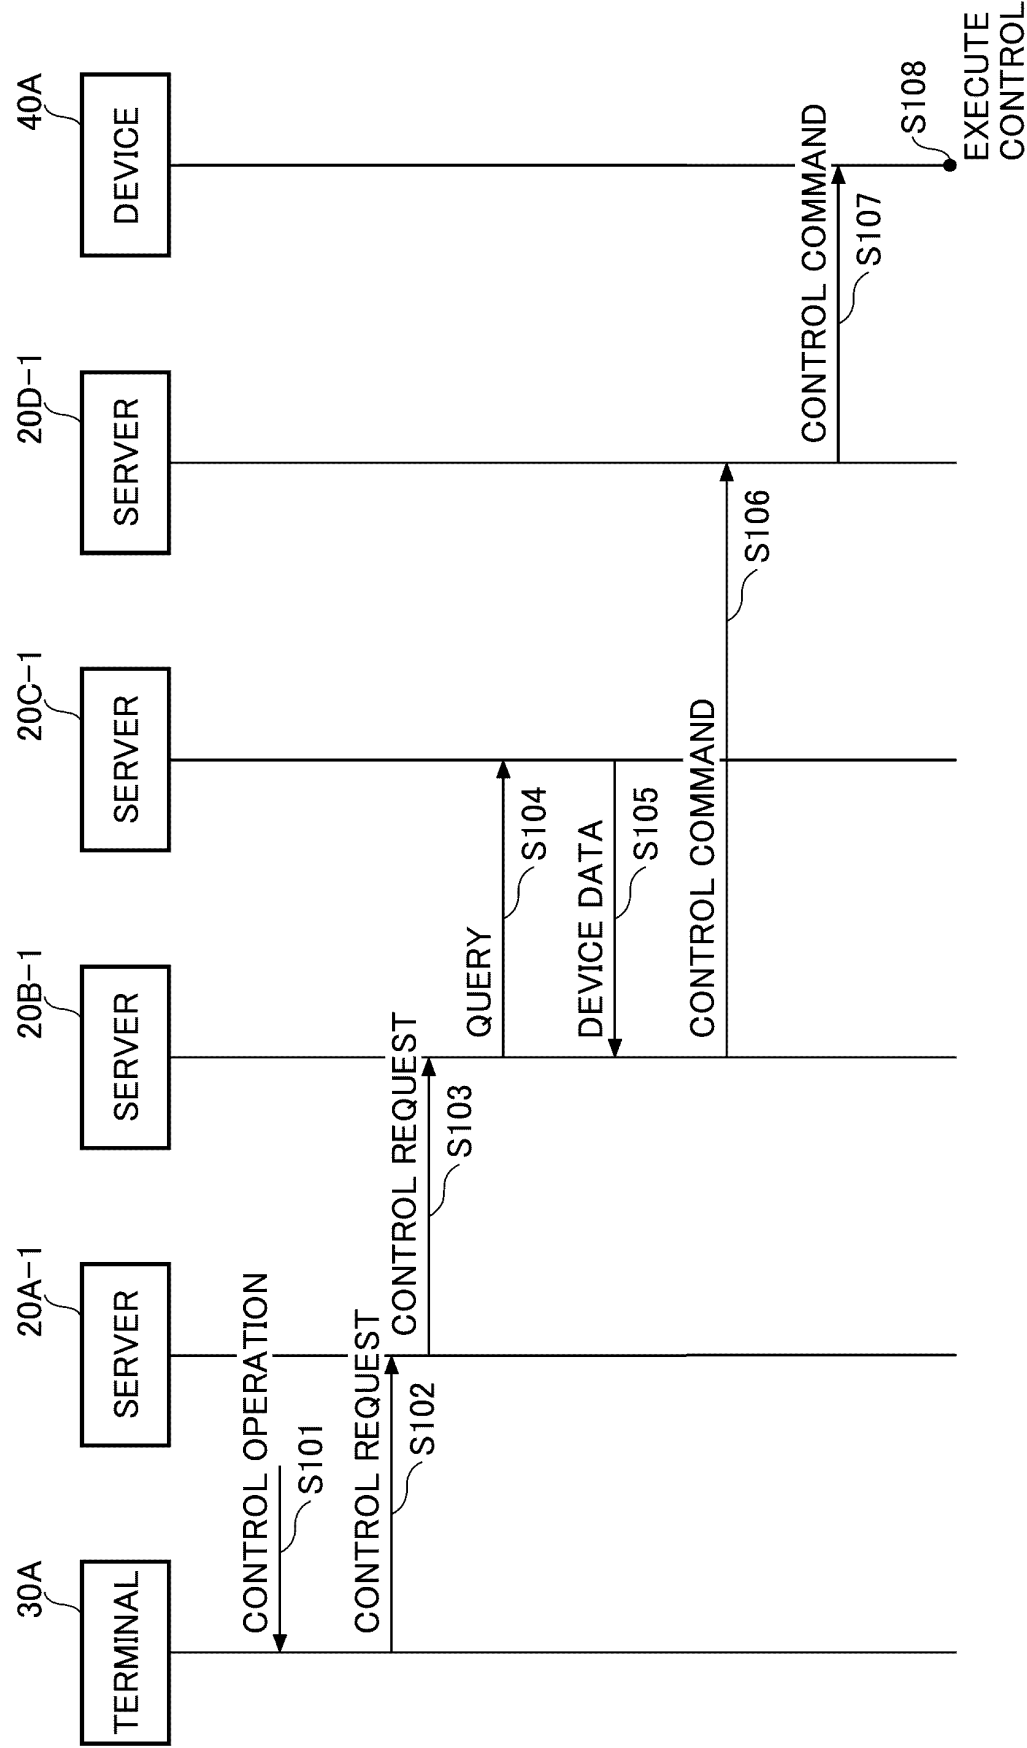 30A
20A-1
20B-1
20C-1
20D-1
40A
TERMINAL
SERVER
SERVER
SERVER
SERVER
DEVICE
CONTROL OPERATION
S101
CONTROL REQUEST
S102
CONTROL REQUEST
S103
QUERY
S104
DEVICE DATA
S105
CONTROL COMMAND
S106
CONTROL COMMAND
S107
S108
EXECUTE
CONTROL